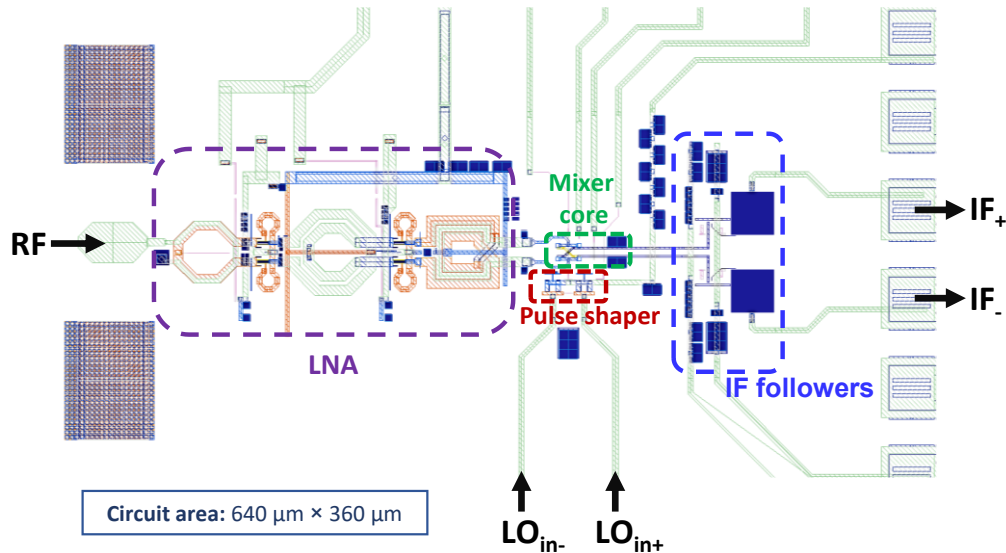 Mixer
core
RF
IF+
IF-
Pulse shaper
LNA
IF followers
Circuit area: 640 µm × 360 µm
LOin- LOin+